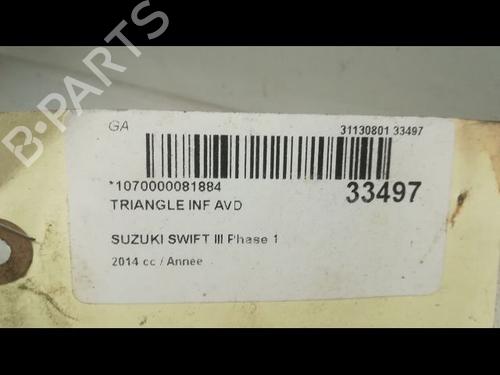 GA
31130801 33497
*1070000081884
33497
TRIANGLE INF AVD
SUZUKI SWIFT III Phase 1
2014 cc / Année
B-PARTS